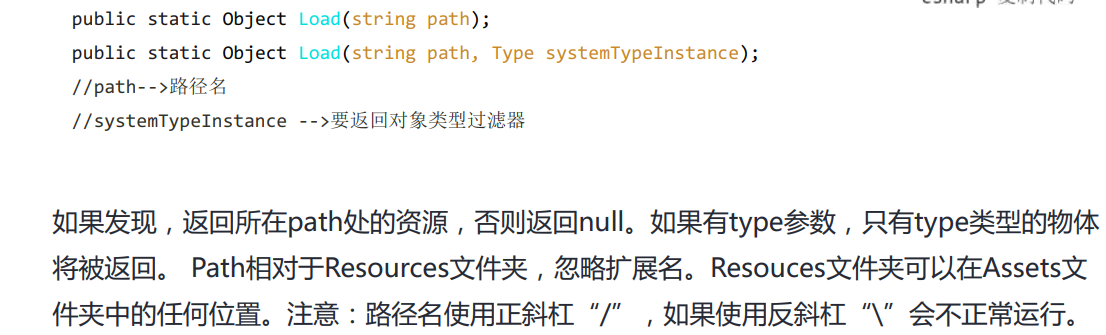 public static Object Load(string path);
public static Object Load(string path, Type systemTypeInstance);
//path-->路径名
//systemTypeInstance -->要返回对象类型过滤器
如果发现，返回所在path处的资源，否则返回null。如果有type参数，只有type类型的物体
将被返回。 Path相对于Resources文件夹，忽略扩展名。Resouces文件夹可以在Assets文
件夹中的任何位置。注意：路径名使用正斜杠“/”，如果使用反斜杠“\”会不正常运行。